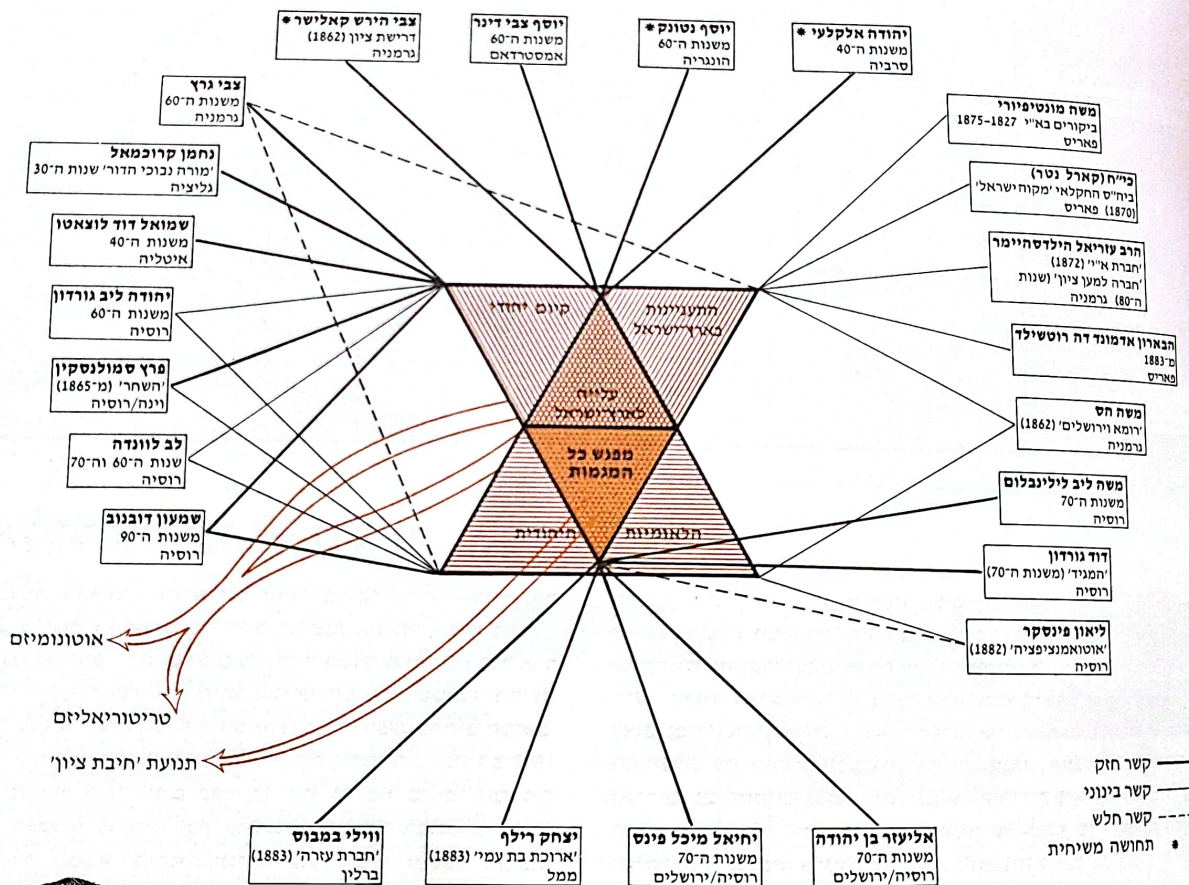 יהודה אלקלעי *
משנות ה־40
סרביה
יוסף נטונק *
משנות ה־60
הונגריה
יוסף צבי דינר
משנות ה־60
אמסטרדאם
צבי הירש קאלישר *
דרישת ציון (1862)
גרמניה
צבי גרץ
משנות ה־60
גרמניה
נחמן קרוכמאל
'מורה נבוכי הדור' שנות ה־30
גליציה
שמואל דוד לוצאטו
משנות ה־40
איטליה
יהודה ליב גורדון
משנות ה־60
רוסיה
פרץ סמולנסקין
'השחר' (מ־1865)
וינה/רוסיה
לב לוונדה
שנות ה־60 וה־70
רוסיה
שמעון דובנוב
משנות ה־90
רוסיה
משה מונטיפיורי
ביקורים בא"י 1827–1875
פאריס
כי"ח (קארל נטר)
ביה"ס החקלאי 'מקוה ישראל'
(1870) פאריס
הרב עזריאל הילדסהיימר
'חברת א"י' (1872)
'חברה למען ציון' (שנות
ה־80) גרמניה
הבארון אדמונד דה רוטשילד
מ־1883
פאריס
משה הס
'רומא וירושלים' (1862)
גרמניה
משה ליב לילינבלום
משנות ה־70
רוסיה
דוד גורדון
'המגיד' (משנות ה־70)
רוסיה
ליאון פינסקר
'אוטואמנציפציה' (1882)
רוסיה
התעניינות
בארץ־ישראל
קיום יהודי
עלייה
לארץ־ישראל
מפגש כל
המגמות
הלאומיות
היהודית
אוטונומיזם
טריטוריאליזם
תנועת 'חיבת ציון'
קשר חזק
קשר בינוני
קשר חלש
* תחושה משיחית
אליעזר בן יהודה
משנות ה־70
רוסיה/ירושלים
יחיאל מיכל פינס
משנות ה־70
רוסיה/ירושלים
יצחק רילף
'ארוכת בת עמי' (1883)
ממל
ווילי במבוס
'חברת עזרה' (1883)
ברלין